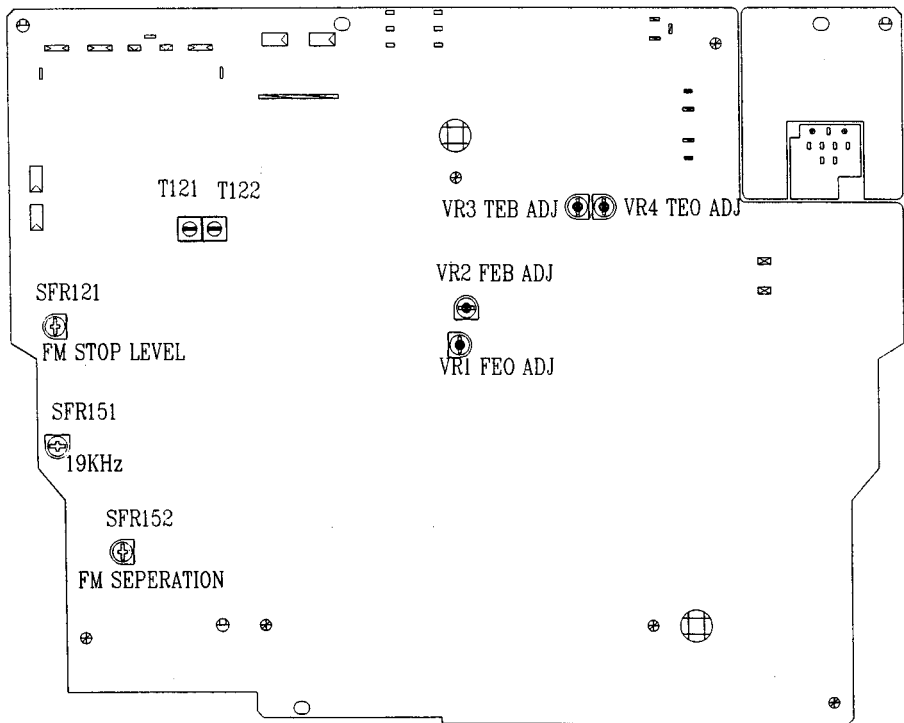 T121 T122
VR3 TEB ADJ VR4 TEO ADJ
VR2 FEB ADJ
SFR121
FM STOP LEVEL
VR1 FEO ADJ
SFR151
19KHz
SFR152
FM SEPERATION